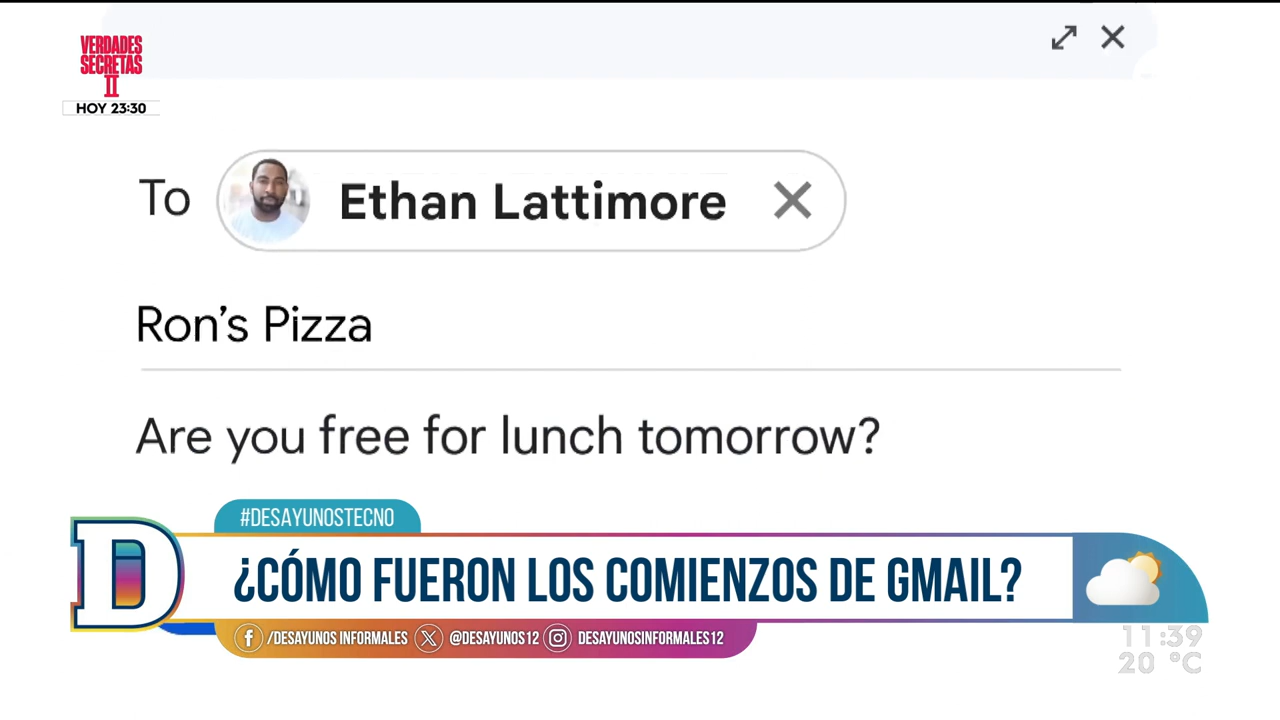 VERDADES
SECRETAS
II
HOY 23:30
To
Ethan Lattimore
Ron's Pizza
Are you free for lunch tomorrow?
#DESAYUNOSTECNO
D
¿CÓMO FUERON LOS COMIENZOS DE GMAIL?
/DESAYUNOS INFORMALES @DESAYUNOS12 DESAYUNOSINFORMALES12
11:39
20 °C